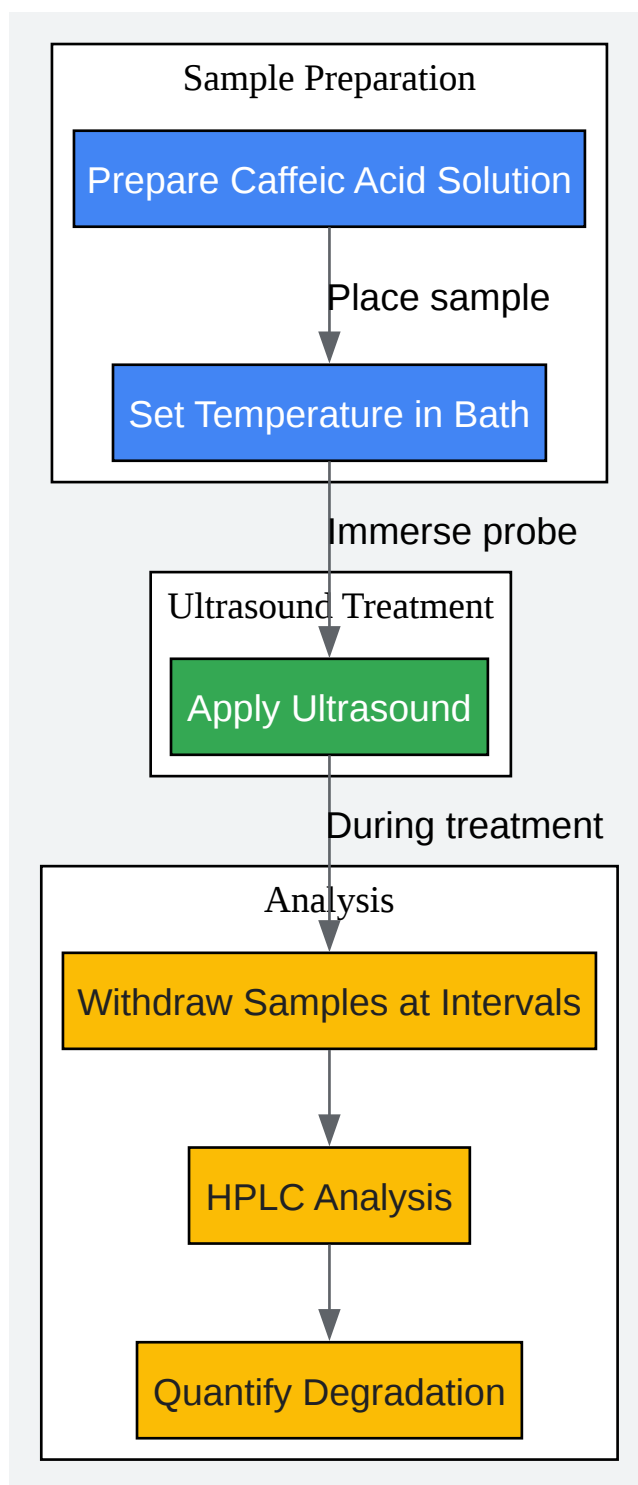 Sample Preparation
Prepare Caffeic Acid Solution
Place sample
Set Temperature in Bath
Immerse probe
Ultrasound Treatment
Apply Ultrasound
During treatment
Analysis
Withdraw Samples at Intervals
HPLC Analysis
Quantify Degradation